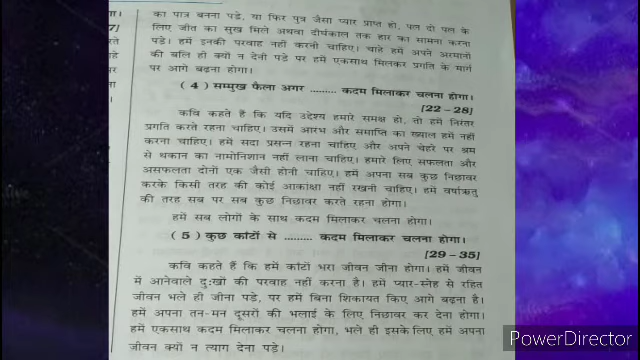 का पात्र बनना पड़े, या फिर पुत्र जैसा प्यार प्राप्त हो, पल दो पल के
लिए जीत का सुख मिले अथवा दीर्घकाल तक हार का सामना करना
पड़े। हमें इनकी परवाह नहीं करनी चाहिए। चाहे हमें अपने अरमानों
की बलि ही क्यों न देनी पड़े पर हमें एकसाथ मिलकर प्रगति के मार्ग
पर आगे बढ़ना होगा।
( 4 ) सम्मुख फैला अगर ......... कदम मिलाकर चलना होगा।
[22 – 28]
कवि कहते हैं कि यदि उद्देश्य हमारे समक्ष हो, तो हमें निरंतर
प्रगति करते रहना चाहिए। उसमें आरंभ और समाप्ति का ख्याल हमें नहीं
करना चाहिए। हमें सदा प्रसन्न रहना चाहिए और अपने चेहरे पर श्रम
से थकान का नामोनिशान नहीं लाना चाहिए। हमारे लिए सफलता और
असफलता दोनों एक जैसी होनी चाहिए। हमें अपना सब कुछ निछावर
करके किसी तरह की कोई आकांक्षा नहीं रखनी चाहिए। हमें वर्षाऋतु
की तरह सब पर सब कुछ निछावर करते रहना होगा।
हमें सब लोगों के साथ कदम मिलाकर चलना होगा।
( 5 ) कुछ कांटों से ......... कदम मिलाकर चलना होगा।
[29 – 35]
कवि कहते हैं कि हमें काँटों भरा जीवन जीना होगा। हमें जीवन
में आनेवाले दुःखों की परवाह नहीं करना है। हमें प्यार-स्नेह से रहित
जीवन भले ही जीना पड़े, पर हमें बिना शिकायत किए आगे बढ़ना है।
हमें अपना तन-मन दूसरों की भलाई के लिए निछावर कर देना होगा।
हमें एकसाथ कदम मिलाकर चलना होगा, भले ही इसके लिए हमें अपना
जीवन क्यों न त्याग देना पड़े।
PowerDirector